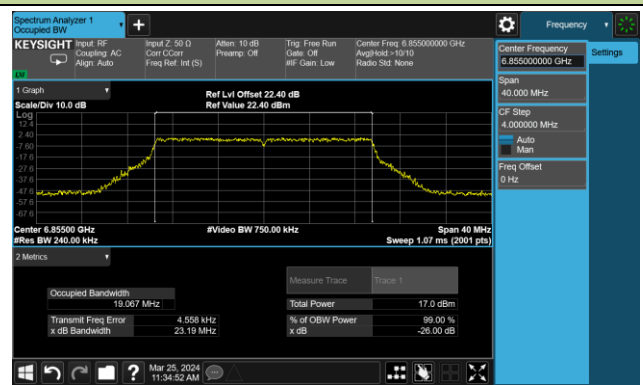 Spectrum Analyzer 1
Occupied BW
+
Frequency
KEYSIGHT
Input: RF
Coupling: AC
Align: Auto
Input Z: 50 Ω
Corr CCorr
Freq Ref: Int (S)
Atten: 10 dB
Preamp: Off
Trig: Free Run
Gate: Off
#IF Gain: Low
Center Freq: 6.855000000 GHz
Avg|Hold:>10/10
Radio Std: None
Center Frequency
6.855000000 GHz
Settings
Span
40.000 MHz
CF Step
4.000000 MHz
Auto
Man
Freq Offset
0 Hz
1 Graph
Scale/Div 10.0 dB
Ref Lvl Offset 22.40 dB
Ref Value 22.40 dBm
Log
12.4
2.40
-7.60
-17.6
-27.6
-37.6
-47.6
-57.6
-67.6
Center 6.85500 GHz
#Res BW 240.00 kHz
#Video BW 750.00 kHz
Span 40 MHz
Sweep 1.07 ms (2001 pts)
2 Metrics
Measure Trace
Trace 1
Occupied Bandwidth
19.067 MHz
Total Power
17.0 dBm
Transmit Freq Error
4.558 kHz
% of OBW Power
99.00 %
x dB Bandwidth
23.19 MHz
x dB
-26.00 dB
?
Mar 25, 2024
11:34:52 AM